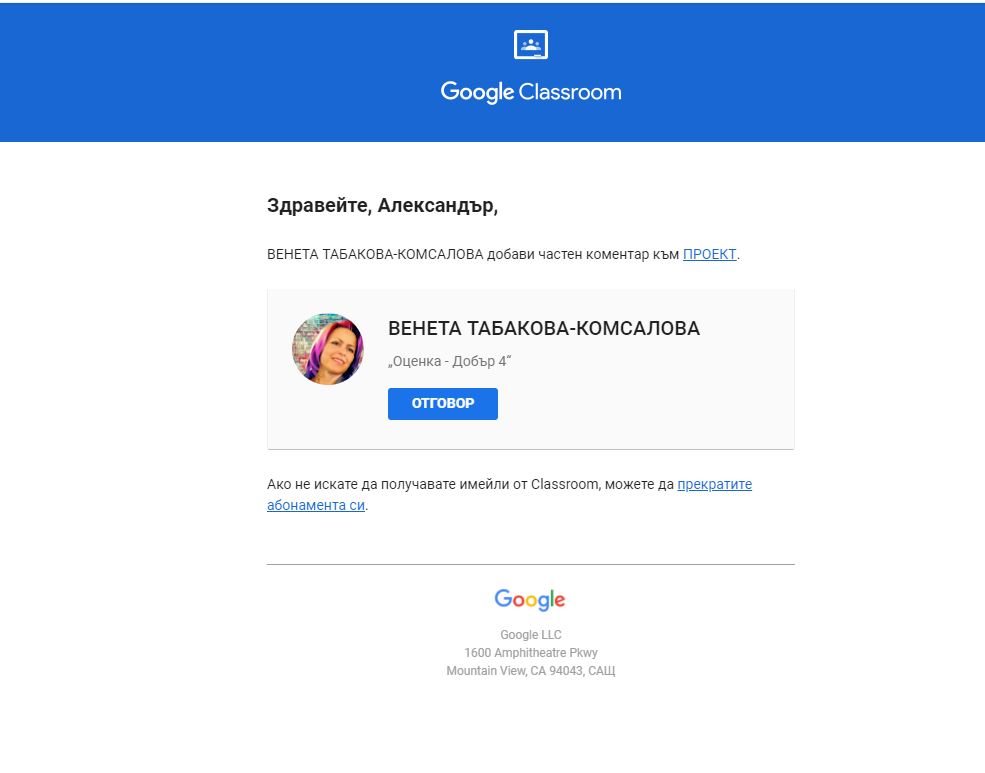 Google Classroom
Здравейте, Александър,
ВЕНЕТА ТАБАКОВА-КОМСАЛОВА добави частен коментар към ПРОЕКТ.
ВЕНЕТА ТАБАКОВА-КОМСАЛОВА
„Оценка - Добър 4“
ОТГОВОР
Ако не искате да получавате имейли от Classroom, можете да прекратите
абонамента си.
Google
Google LLC
1600 Amphitheatre Pkwy
Mountain View, CA 94043, САЩ